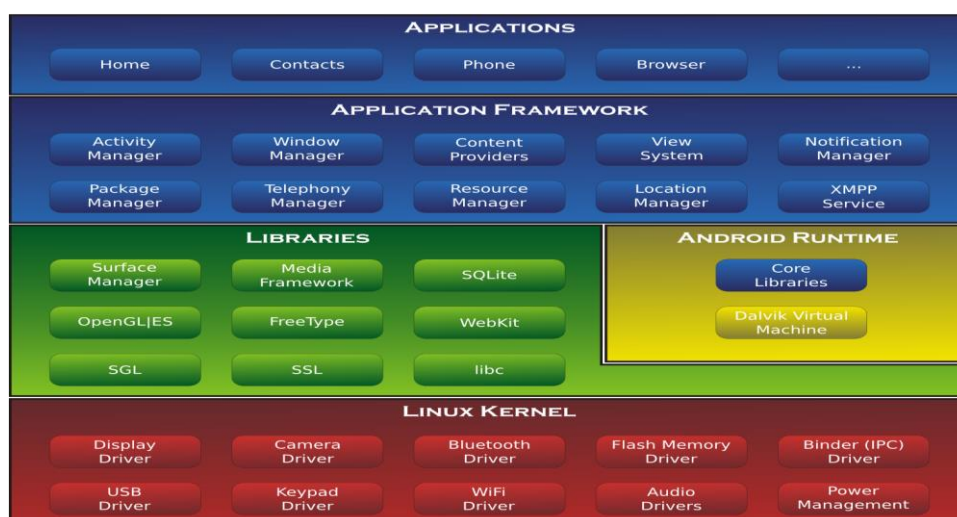 APPLICATIONS
Home
Contacts
Phone
Browser
...
APPLICATION FRAMEWORK
Activity
Manager
Window
Manager
Content
Providers
View
System
Notification
Manager
Package
Manager
Telephony
Manager
Resource
Manager
Location
Manager
XMPP
Service
LIBRARIES
Surface
Manager
Media
Framework
SQLite
OpenGL|ES
FreeType
WebKit
SGL
SSL
libc
ANDROID RUNTIME
Core
Libraries
Dalvik Virtual
Machine
LINUX KERNEL
Display
Driver
Camera
Driver
Bluetooth
Driver
Flash Memory
Driver
Binder (IPC)
Driver
USB
Driver
Keypad
Driver
WiFi
Driver
Audio
Drivers
Power
Management